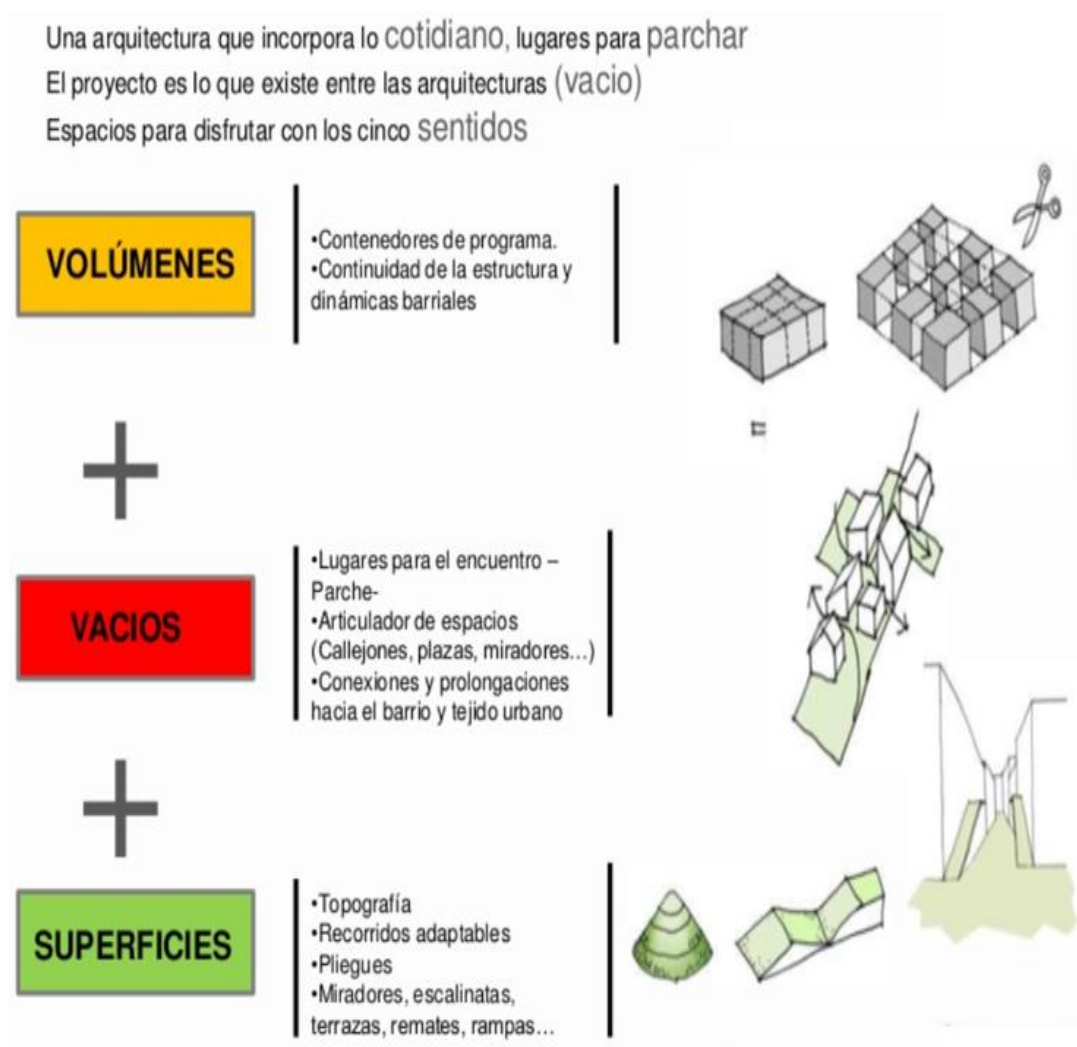 Una arquitectura que incorpora lo cotidiano, lugares para parchar
El proyecto es lo que existe entre las arquitecturas (vacio)
Espacios para disfrutar con los cinco sentidos
VOLÚMENES
•Contenedores de programa.
•Continuidad de la estructura y
dinámicas barriales
+
VACIOS
•Lugares para el encuentro –
Parche-
•Articulador de espacios
(Callejones, plazas, miradores...)
•Conexiones y prolongaciones
hacia el barrio y tejido urbano
+
SUPERFICIES
•Topografía
•Recorridos adaptables
•Pliegues
•Miradores, escalinatas,
terrazas, remates, rampas...